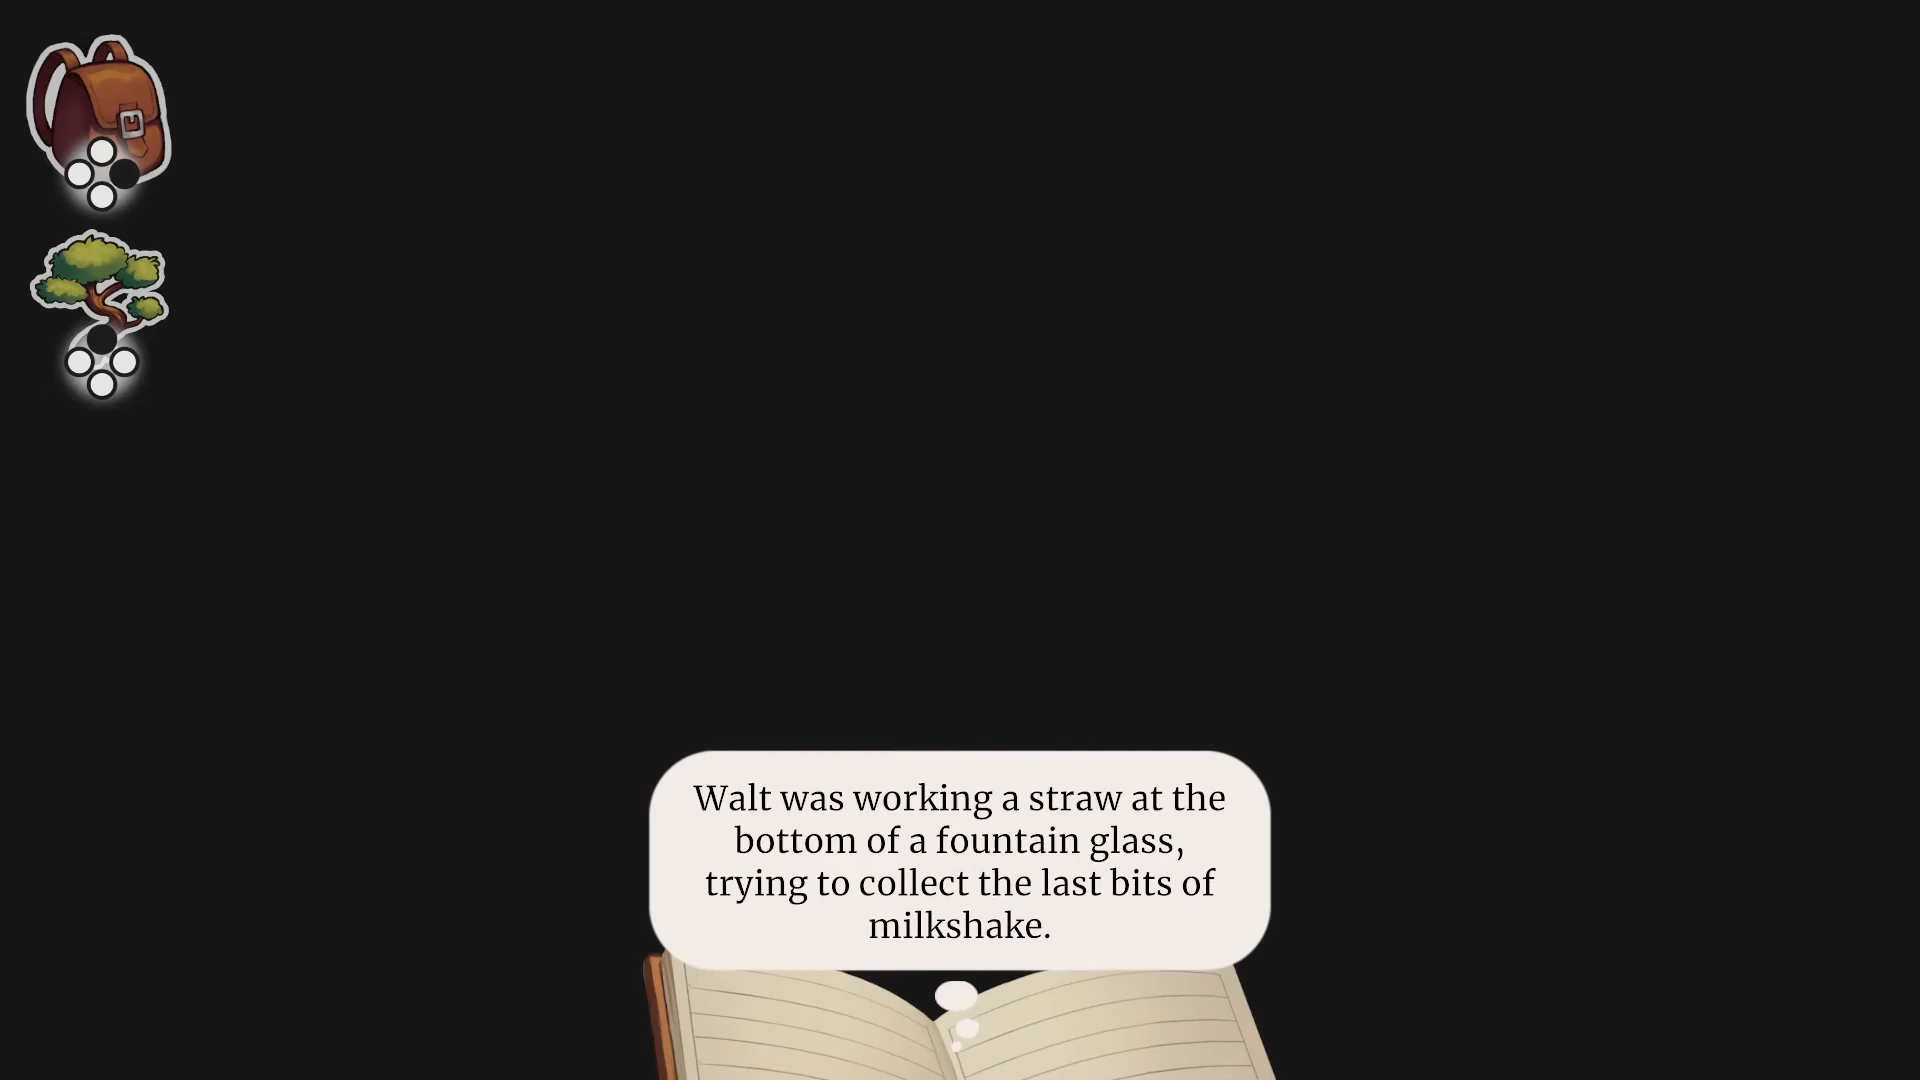 Walt was working a straw at the
bottom of a fountain glass,
trying to collect the last bits of
milkshake.